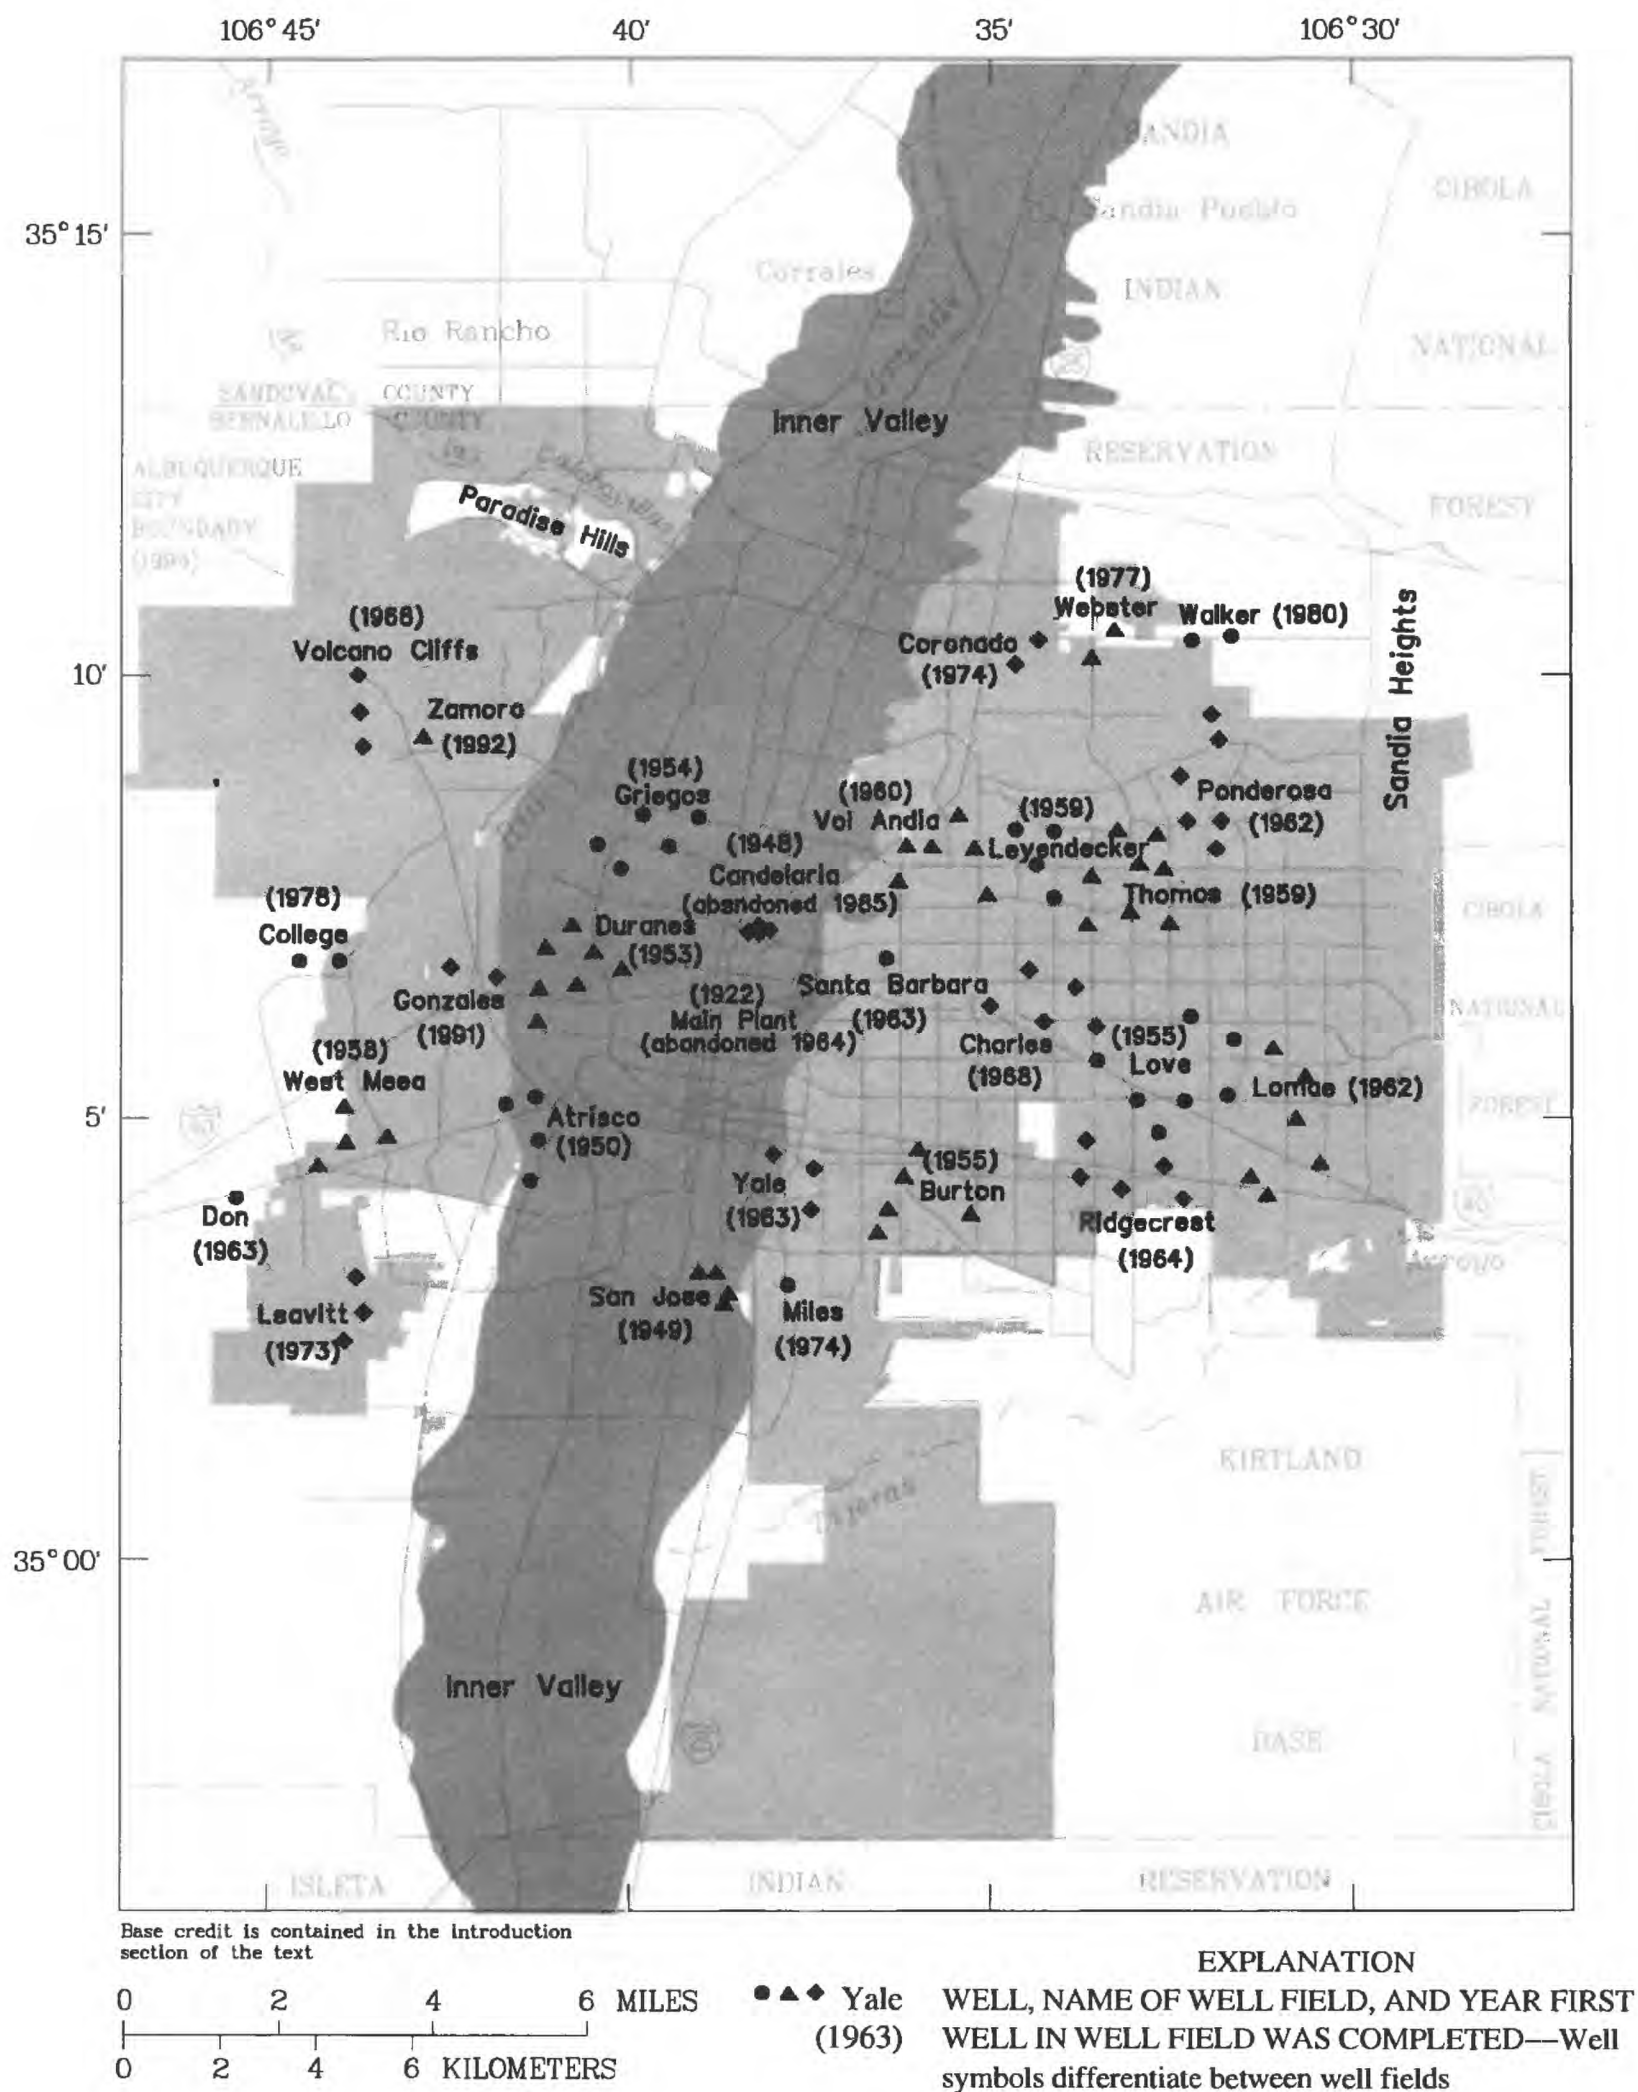 106°45' 40' 35' 106°30'
SANDIA
CIBOLA
Sandia Pueblo
35°15'
Corrales
INDIAN
Rio Rancho
NATIONAL
SANDOVAL COUNTY
BERNALILLO COUNTY
Inner Valley
RESERVATION
ALBUQUERQUE
CITY
BOUNDARY
(1994)
Paradise Hills
FOREST
(1977)
Webster
Walker (1980)
(1968)
Volcano Cliffs
Coronado
(1974)
Sandia Heights
10'
Zamora
(1992)
(1954)
Griegos
(1960)
Vol Andia
(1959)
Leyendecker
Ponderosa
(1962)
(1948)
Candelaria
(abandoned 1985)
Thomas (1959)
(1978)
College
Duranes
(1953)
CIBOLA
Gonzales
(1991)
(1922)
Main Plant
(abandoned 1964)
Santa Barbara
(1963)
NATIONAL
Charles
(1968)
(1955)
Love
(1958)
West Mesa
Lomas (1962)
FOREST
5'
Atrisco
(1950)
Yale
(1963)
(1955)
Burton
40
Don
(1963)
Ridgecrest
(1964)
Arroyo
Leavitt
(1973)
San Jose
(1949)
Miles
(1974)
KIRTLAND
Tijeras
35°00'
AIR FORCE
CIBOLA NATIONAL FOREST
Inner Valley
BASE
ISLETA INDIAN RESERVATION
Base credit is contained in the introduction
section of the text
0 2 4 6 MILES
0 2 4 6 KILOMETERS
EXPLANATION
Yale
(1963)
WELL, NAME OF WELL FIELD, AND YEAR FIRST
WELL IN WELL FIELD WAS COMPLETED—Well
symbols differentiate between well fields